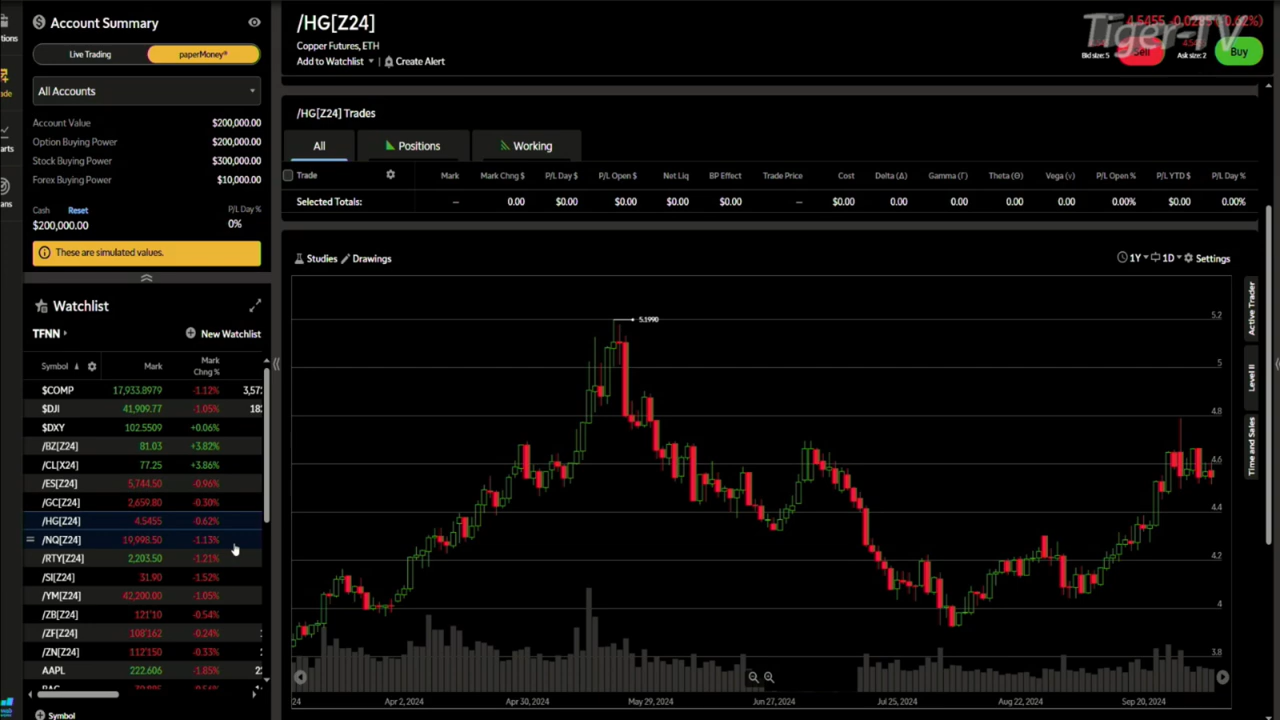 Account Summary
Live Trading
paperMoney®
All Accounts
Account Value $200,000.00
Option Buying Power $200,000.00
Stock Buying Power $300,000.00
Forex Buying Power $10,000.00
Cash Reset P/L Day %
$200,000.00 0%
These are simulated values.
Watchlist
TFNN New Watchlist
Symbol Mark Mark Chng %
$COMP 17,933.8979 -1.12%
$DJI 41,909.77 -1.05%
$DXY 102.5509 +0.06%
/BZ[Z24] 81.03 +3.82%
/CL[X24] 77.25 +3.86%
/ES[Z24] 5,744.50 -0.96%
/GC[Z24] 2,659.80 -0.30%
/HG[Z24] 4.5455 -0.62%
/NQ[Z24] 19,998.50 -1.13%
/RTY[Z24] 2,203.50 -1.21%
/SI[Z24] 31.90 -1.52%
/YM[Z24] 42,200.00 -1.05%
/ZB[Z24] 121'10 -0.54%
/ZF[Z24] 108'162 -0.24%
/ZN[Z24] 112'150 -0.33%
AAPL 222.606 -1.85%
Symbol
/HG[Z24]
Copper Futures, ETH
Add to Watchlist Create Alert
Tiger-TV
Bid size: 5 Sell Ask size: 2 Buy
/HG[Z24] Trades
All Positions Working
Trade Mark Mark Chng $ P/L Day $ P/L Open $ Net Liq BP Effect Trade Price Cost Delta (Δ) Gamma (Γ) Theta (Θ) Vega (v) P/L Open % P/L YTD $ P/L Day %
Selected Totals: – 0.00 $0.00 $0.00 $0.00 $0.00 – $0.00 0.00 0.00 0.00 0.00 0.00% $0.00 0.00%
Studies Drawings 1Y 1D Settings
5.1990
5.2
5
4.8
4.6
4.2
4
3.8
24 Apr 2, 2024 Apr 30, 2024 May 29, 2024 Jun 27, 2024 Jul 25, 2024 Aug 22, 2024 Sep 20, 2024
Active Trader
Level II
Time and Sales